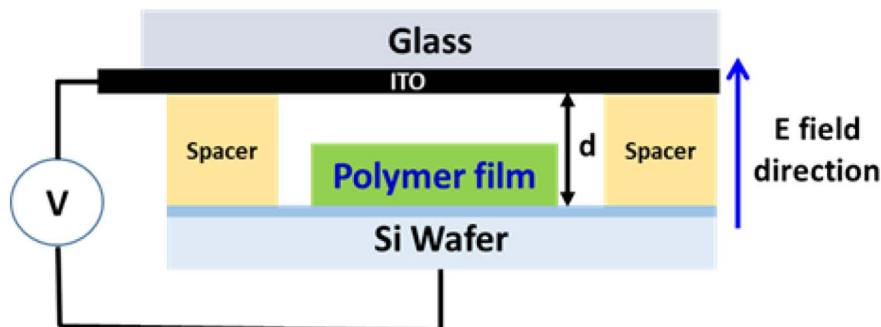 Glass
ITO
Spacer
d
Spacer
E field
direction
Polymer film
V
Si Wafer